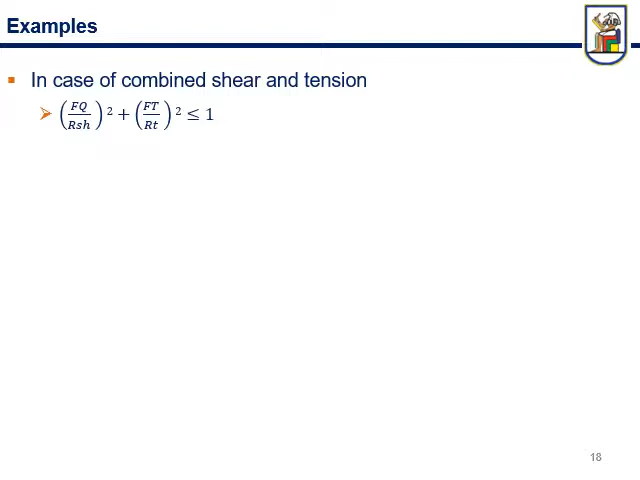 Examples
▪ In case of combined shear and tension
➢ (FQ/Rsh)² + (FT/Rt)² ≤ 1
18